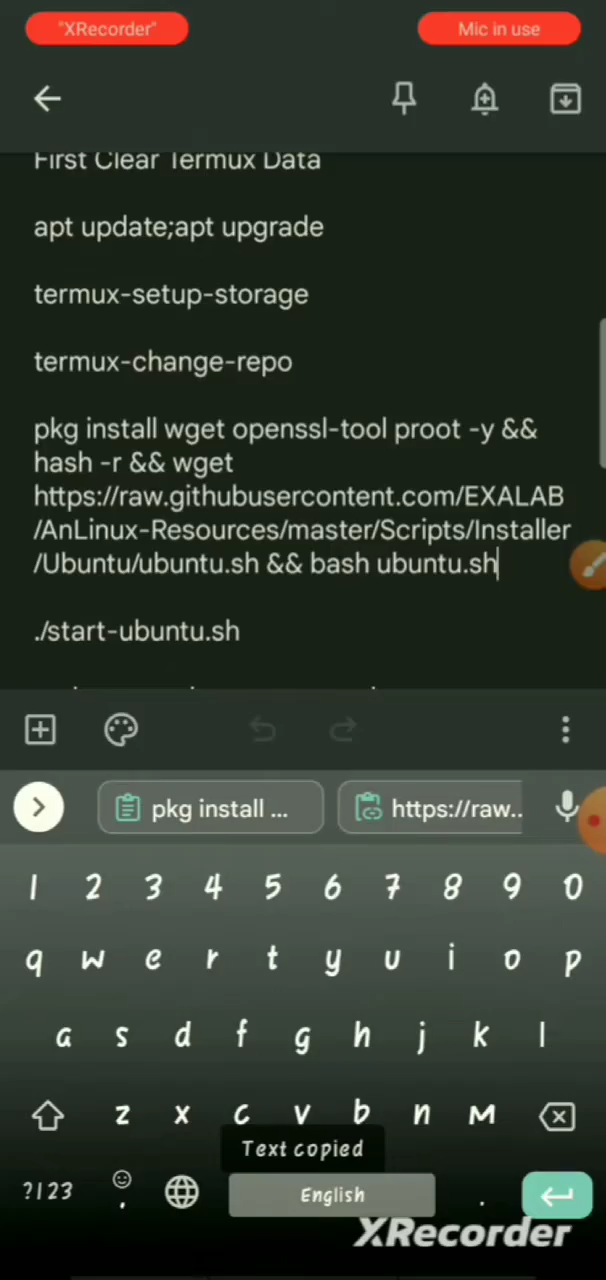 "XRecorder"
Mic in use
First Clear Termux Data
apt update;apt upgrade
termux-setup-storage
termux-change-repo
pkg install wget openssl-tool proot -y &&
hash -r && wget
https://raw.githubusercontent.com/EXALAB
/AnLinux-Resources/master/Scripts/Installer
/Ubuntu/ubuntu.sh && bash ubuntu.sh
./start-ubuntu.sh
pkg install ...
https://raw..
1 2 3 4 5 6 7 8 9 0
q w e r t y u i o p
a s d f g h j k l
z x c v b n m
Text copied
?123 , English .
XRecorder